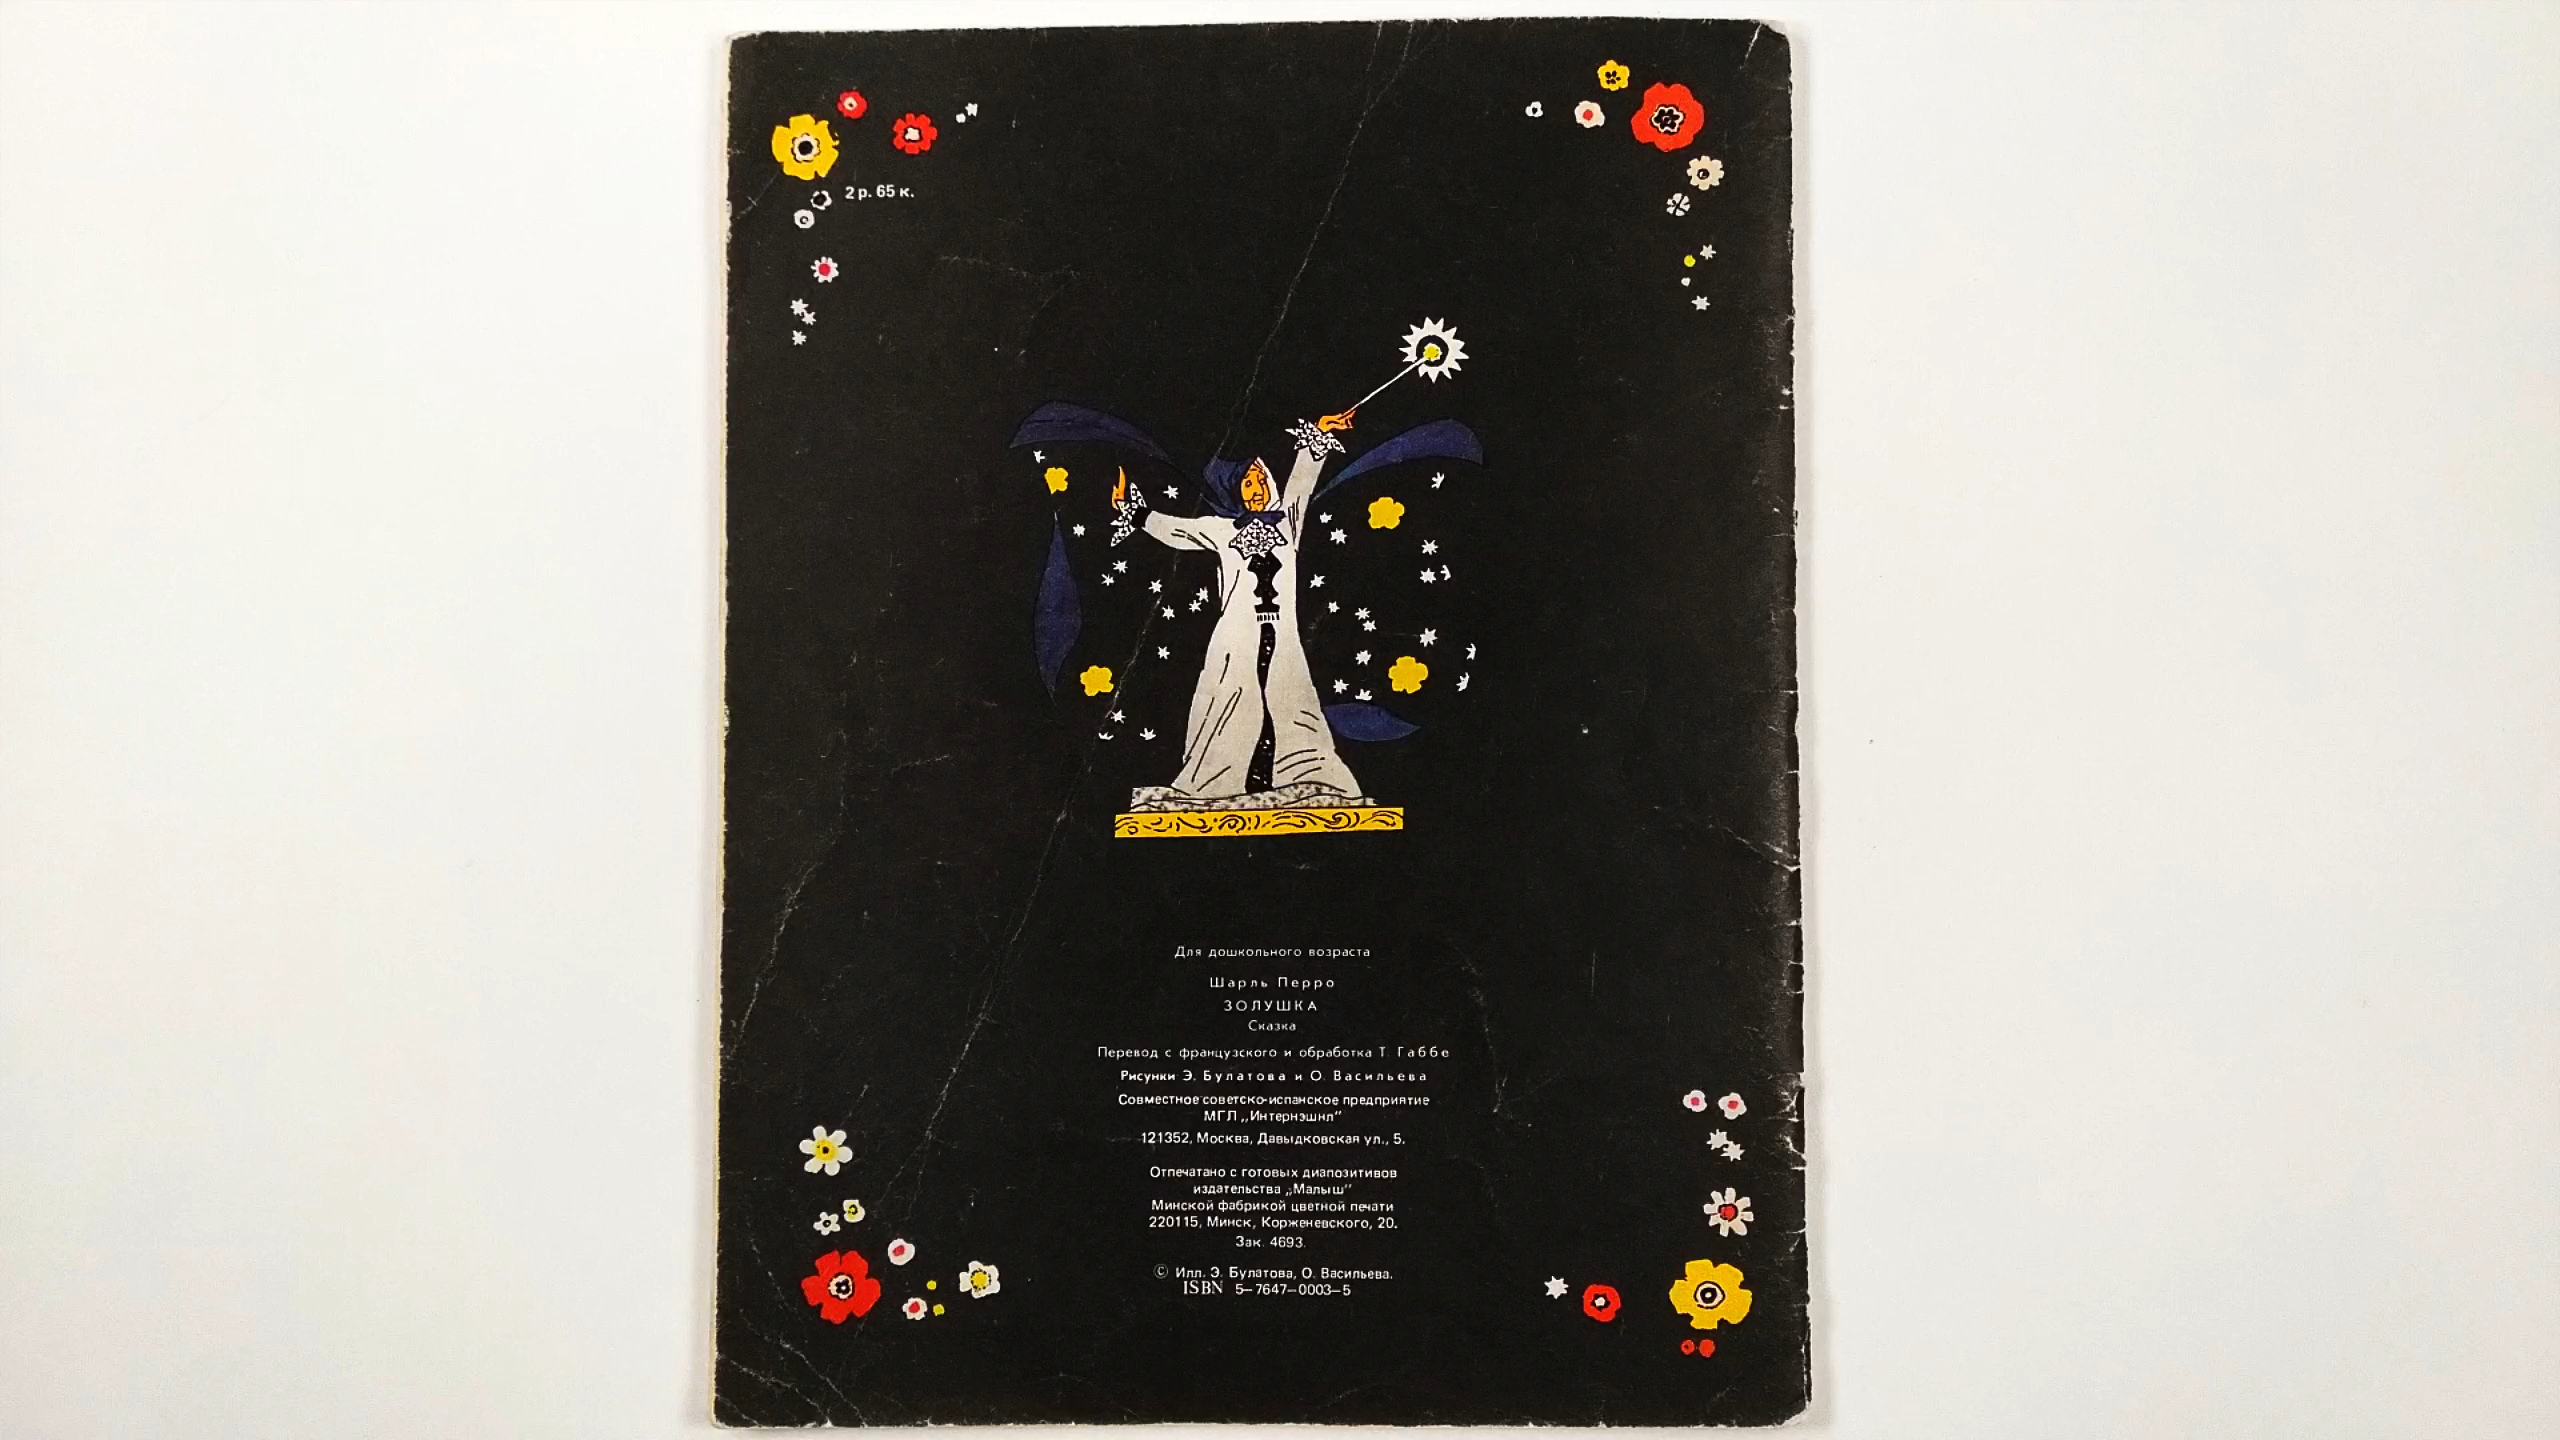 2 р. 65 к.
Для дошкольного возраста
Шарль Перро
ЗОЛУШКА
Сказка
Перевод с французского и обработка Т. Габбе
Рисунки Э. Булатова и О. Васильева
Совместное советско-испанское предприятие
МГЛ „Интернэшнл"
121352, Москва, Давыдковская ул., 5.
Отпечатано с готовых диапозитивов
издательства „Малыш"
Минской фабрикой цветной печати
220115, Минск, Корженевского, 20.
Зак. 4693.
© Илл. Э. Булатова, О. Васильева.
ISBN 5–7647–0003–5